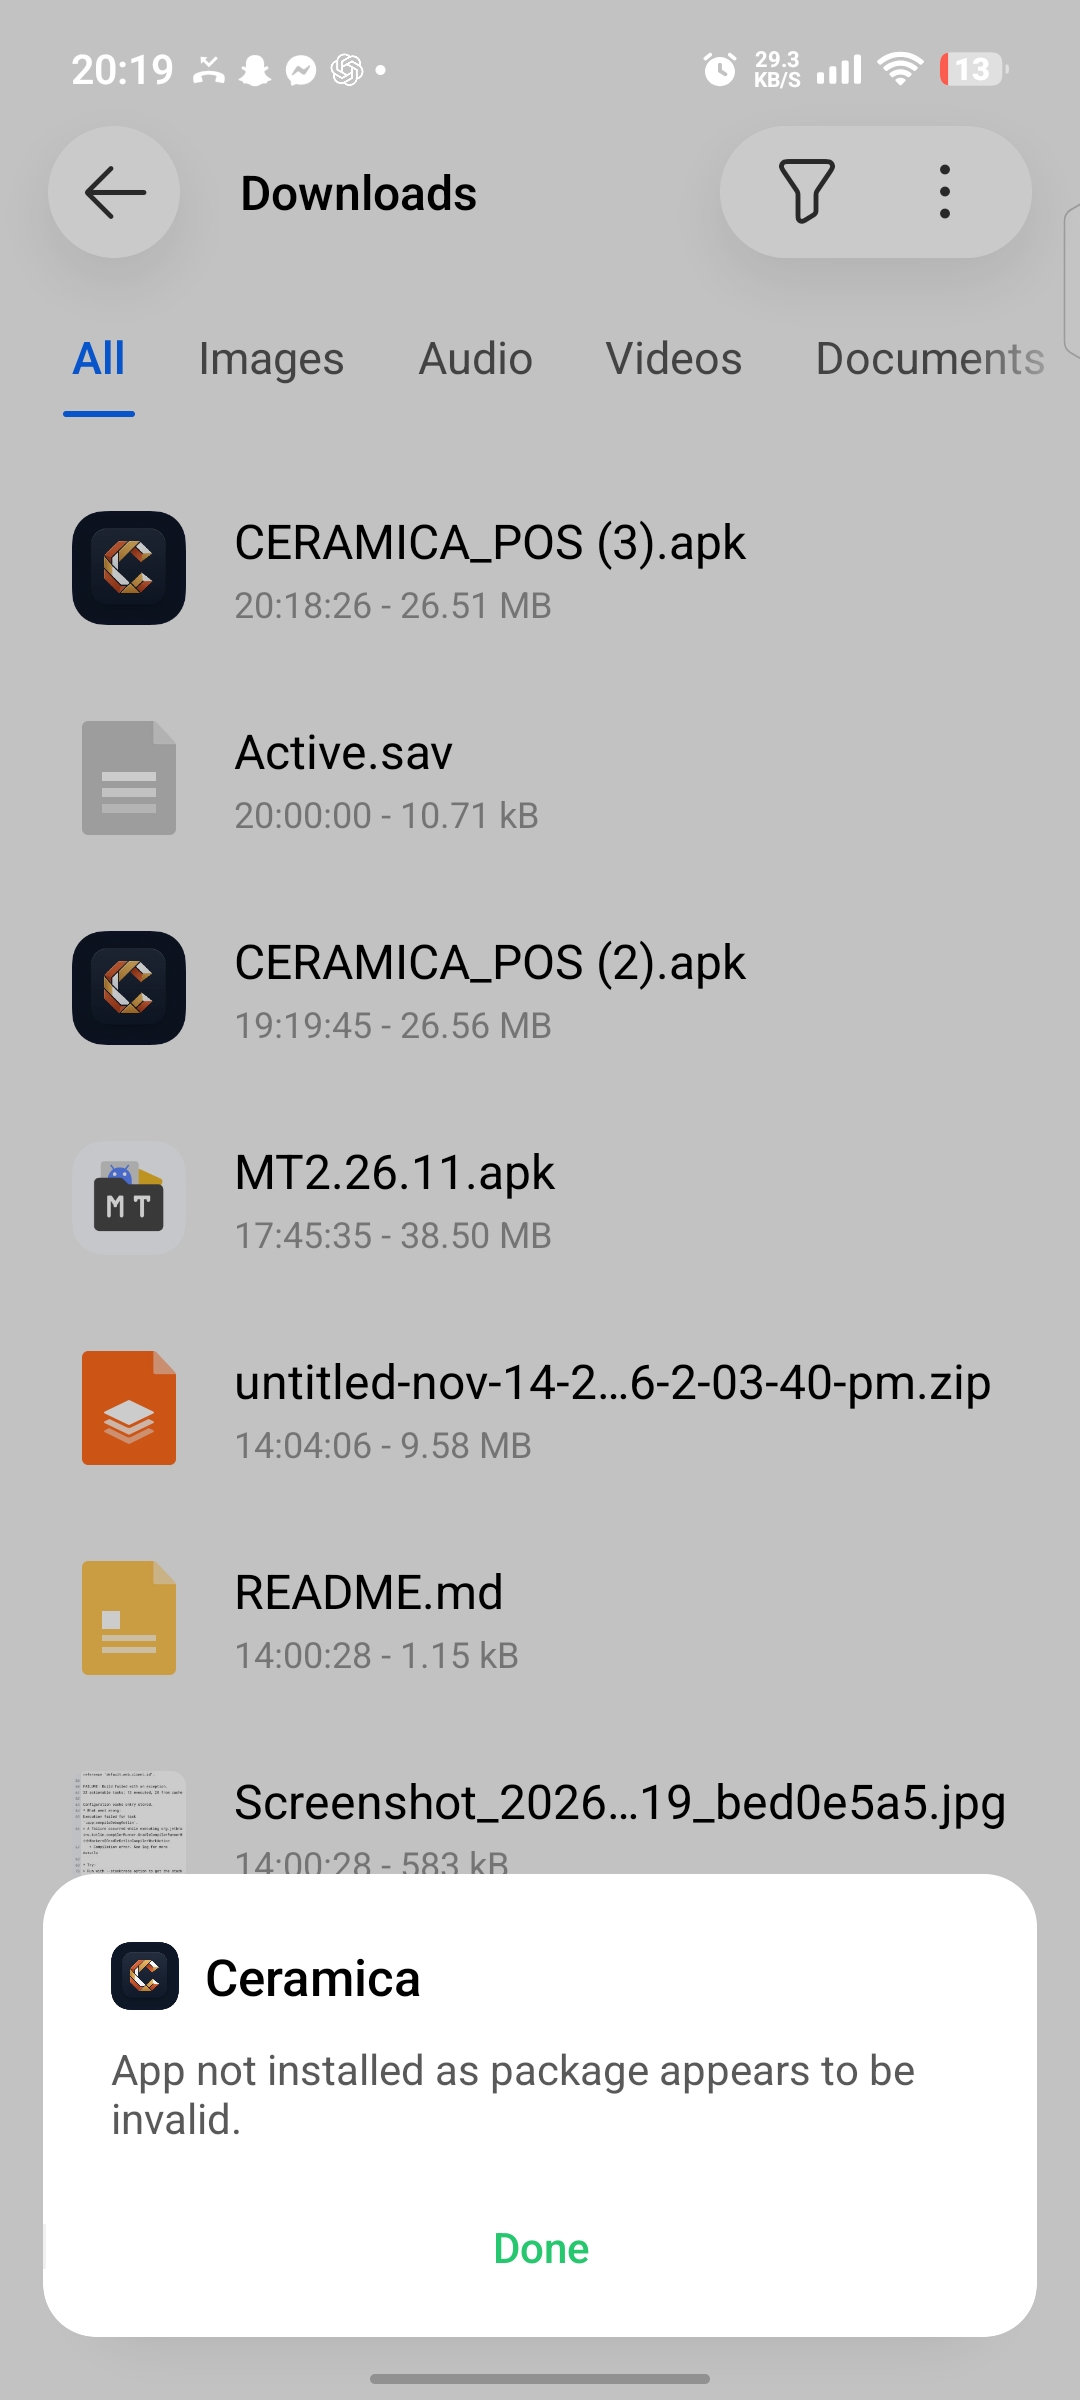 20:19
29.3
KB/S
13
Downloads
All Images Audio Videos Documents
CERAMICA_POS (3).apk
20:18:26 - 26.51 MB
Active.sav
20:00:00 - 10.71 kB
CERAMICA_POS (2).apk
19:19:45 - 26.56 MB
MT
MT2.26.11.apk
17:45:35 - 38.50 MB
untitled-nov-14-2...6-2-03-40-pm.zip
14:04:06 - 9.58 MB
README.md
14:00:28 - 1.15 kB
Screenshot_2026...19_bed0e5a5.jpg
14:00:28 - 583 kB
Ceramica
App not installed as package appears to be
invalid.
Done